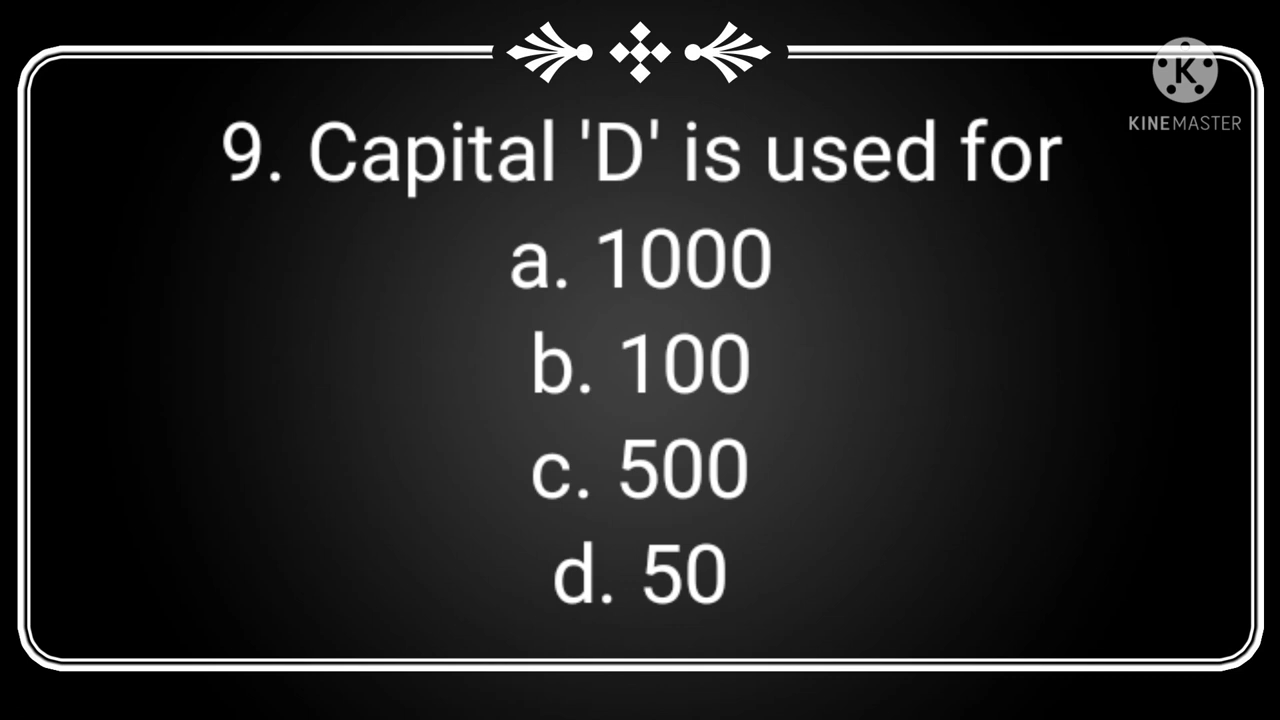 K
KINEMASTER
9. Capital 'D' is used for
a. 1000
b. 100
c. 500
d. 50